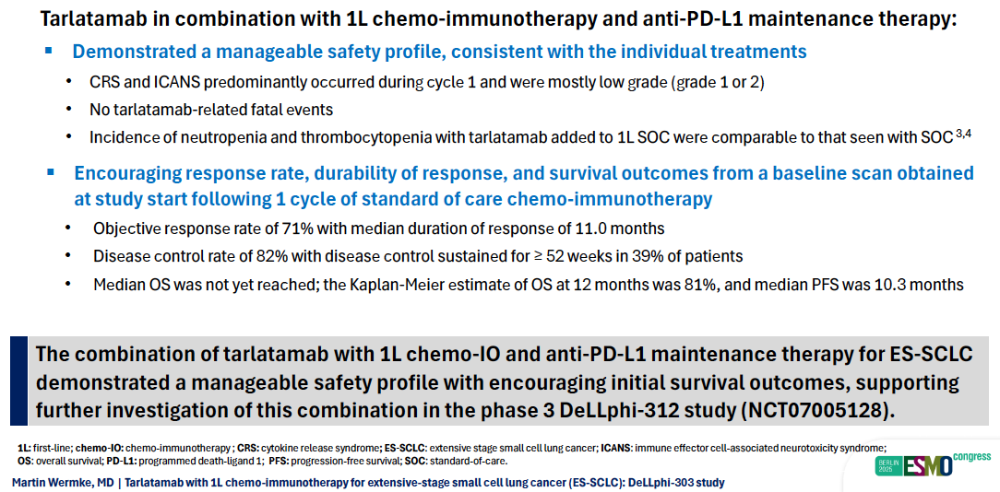 Tarlatamab in combination with 1L chemo-immunotherapy and anti-PD-L1 maintenance therapy:
▪ Demonstrated a manageable safety profile, consistent with the individual treatments
• CRS and ICANS predominantly occurred during cycle 1 and were mostly low grade (grade 1 or 2)
• No tarlatamab-related fatal events
• Incidence of neutropenia and thrombocytopenia with tarlatamab added to 1L SOC were comparable to that seen with SOC 3,4
▪ Encouraging response rate, durability of response, and survival outcomes from a baseline scan obtained
at study start following 1 cycle of standard of care chemo-immunotherapy
• Objective response rate of 71% with median duration of response of 11.0 months
• Disease control rate of 82% with disease control sustained for ≥ 52 weeks in 39% of patients
• Median OS was not yet reached; the Kaplan-Meier estimate of OS at 12 months was 81%, and median PFS was 10.3 months
The combination of tarlatamab with 1L chemo-IO and anti-PD-L1 maintenance therapy for ES-SCLC
demonstrated a manageable safety profile with encouraging initial survival outcomes, supporting
further investigation of this combination in the phase 3 DeLLphi-312 study (NCT07005128).
1L: first-line; chemo-IO: chemo-immunotherapy; CRS: cytokine release syndrome; ES-SCLC: extensive stage small cell lung cancer; ICANS: immune effector cell-associated neurotoxicity syndrome;
OS: overall survival; PD-L1: programmed death-ligand 1; PFS: progression-free survival; SOC: standard-of-care.
Martin Wermke, MD | Tarlatamab with 1L chemo-immunotherapy for extensive-stage small cell lung cancer (ES-SCLC): DeLLphi-303 study
BERLIN
2025
ESMO congress